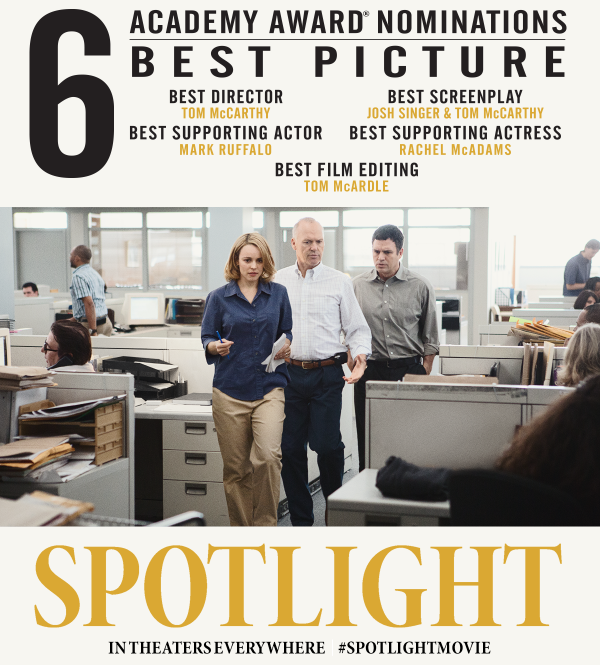 6
ACADEMY AWARD® NOMINATIONS
BEST PICTURE
BEST DIRECTOR
TOM McCARTHY
BEST SCREENPLAY
JOSH SINGER & TOM McCARTHY
BEST SUPPORTING ACTOR
MARK RUFFALO
BEST SUPPORTING ACTRESS
RACHEL McADAMS
BEST FILM EDITING
TOM McARDLE
SPOTLIGHT
IN THEATERS EVERYWHERE | #SPOTLIGHTMOVIE